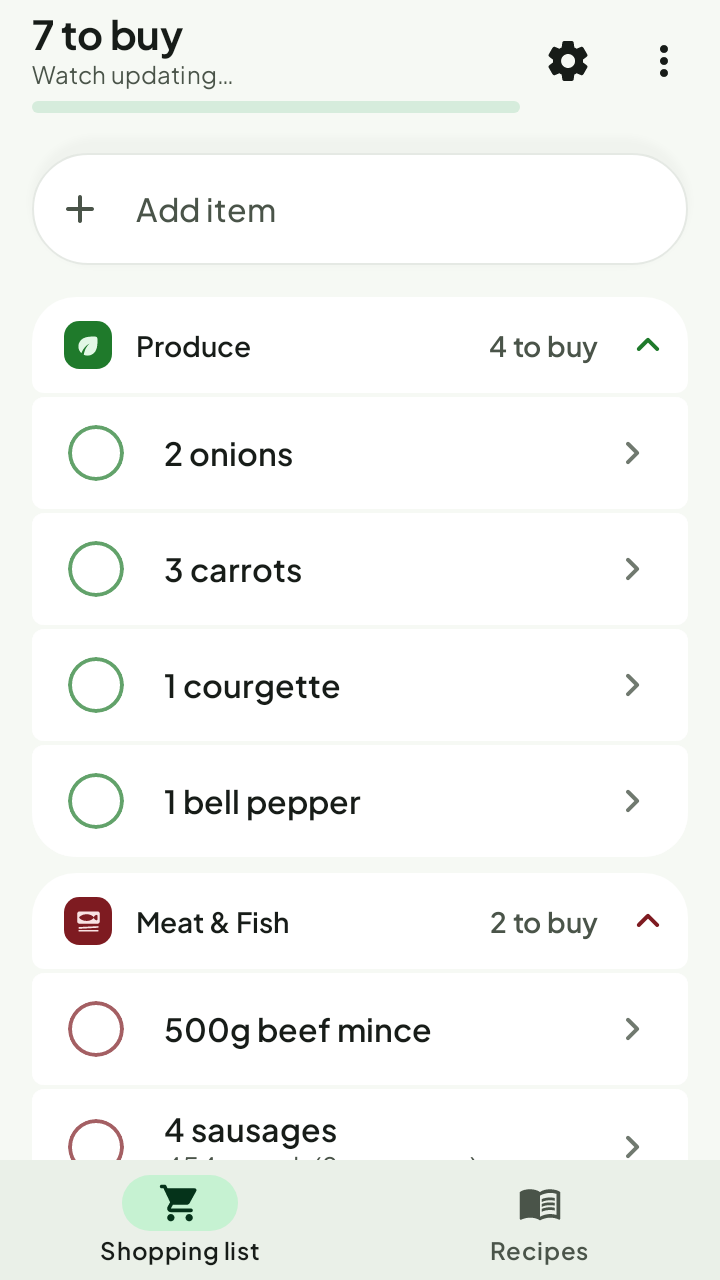 7 to buy
Watch updating...
Add item
Produce
4 to buy
2 onions
3 carrots
1 courgette
1 bell pepper
Meat & Fish
2 to buy
500g beef mince
4 sausages
Shopping list
Recipes